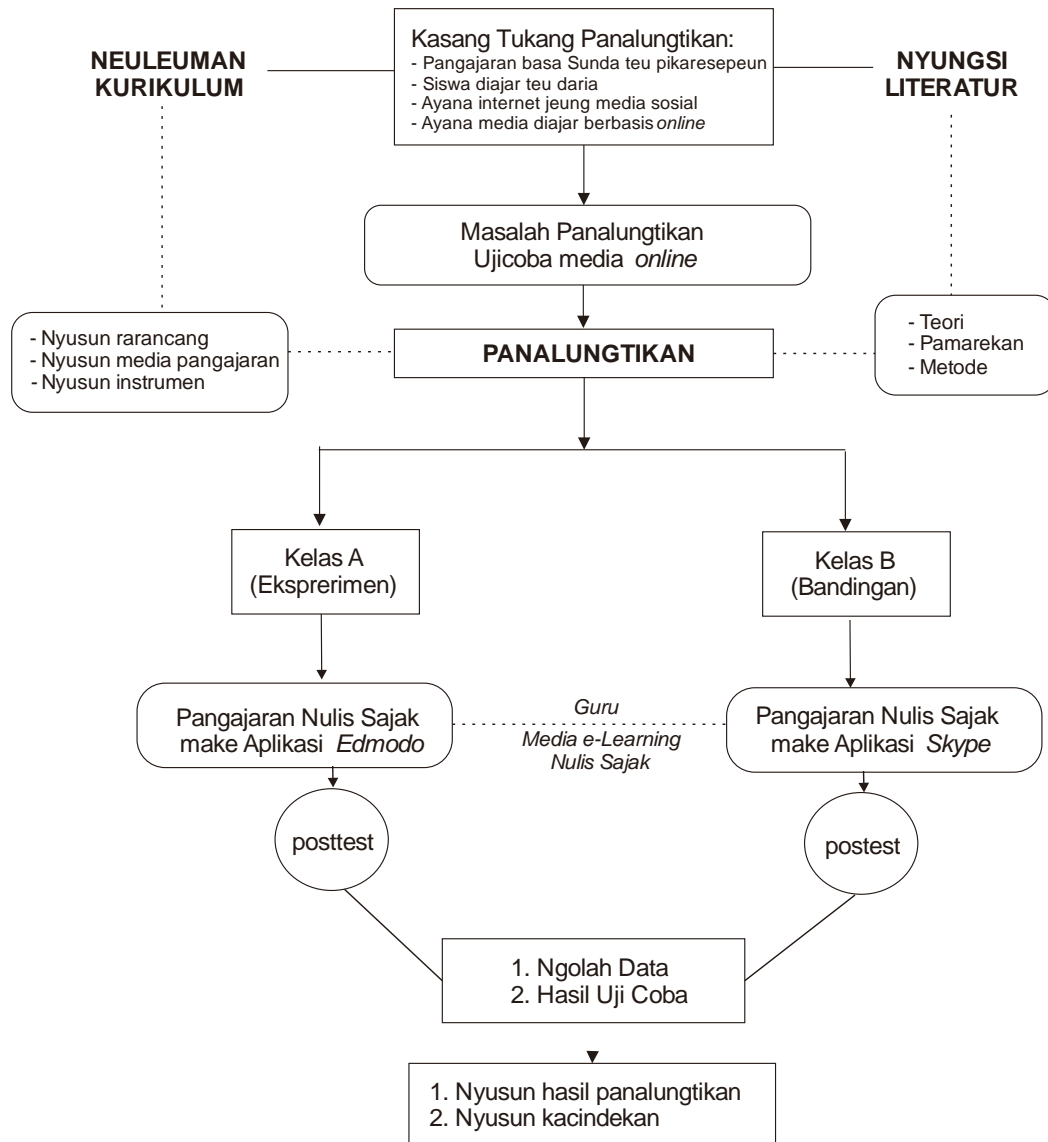 NEULEUMAN
KURIKULUM
Kasang Tukang Panalungtikan:
- Pangajaran basa Sunda teu pikaresepeun
- Siswa diajar teu daria
- Ayana internet jeung media sosial
- Ayana media diajar berbasis online
NYUNGSI
LITERATUR
Masalah Panalungtikan
Ujicoba media online
- Nyusun rarancang
- Nyusun media pangajaran
- Nyusun instrumen
PANALUNGTIKAN
- Teori
- Pamarekan
- Metode
Kelas A
(Eksprerimen)
Kelas B
(Bandingan)
Pangajaran Nulis Sajak
make Aplikasi Edmodo
Guru
Media e-Learning
Nulis Sajak
Pangajaran Nulis Sajak
make Aplikasi Skype
posttest
postest
1. Ngolah Data
2. Hasil Uji Coba
1. Nyusun hasil panalungtikan
2. Nyusun kacindekan